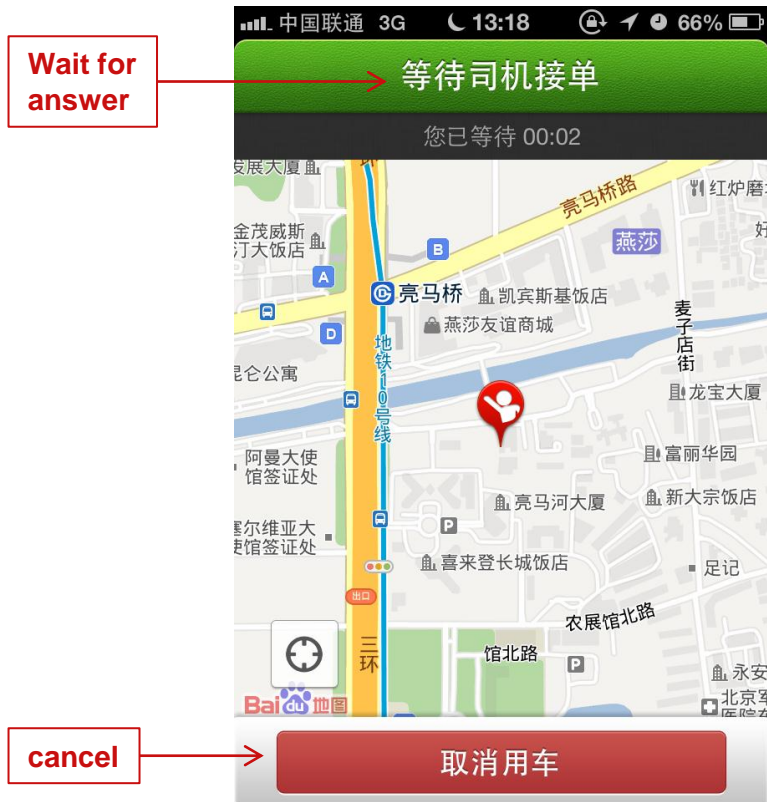 中国联通 3G 13:18 66%
Wait for
answer
等待司机接单
您已等待 00:02
发展大厦
环
亮马桥路
红炉磨
金茂威斯
汀大饭店
燕莎
好
B
A
亮马桥
凯宾斯基饭店
燕莎友谊商城
麦子店街
D
地铁10号线
昆仑公寓
龙宝大厦
阿曼大使
馆签证处
富丽华园
亮马河大厦
新大宗饭店
塞尔维亚大
使馆签证处
P
喜来登长城饭店
足记
出口
农展馆北路
三环
馆北路
P
永安
Bai du 地图
北京军
医院
cancel
取消用车